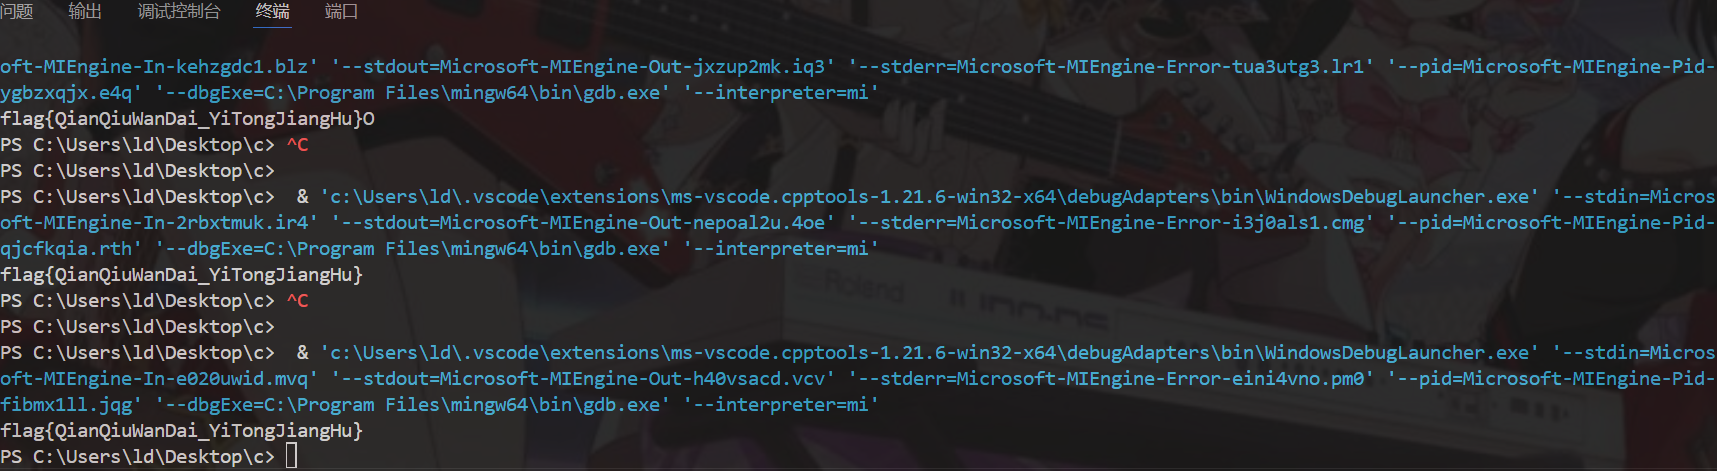 问题 输出 调试控制台 终端 端口
oft-MIEngine-In-kehzgdc1.blz' '--stdout=Microsoft-MIEngine-Out-jxzup2mk.iq3' '--stderr=Microsoft-MIEngine-Error-tua3utg3.lr1' '--pid=Microsoft-MIEngine-Pid-
ygbzxqjx.e4q' '--dbgExe=C:\Program Files\mingw64\bin\gdb.exe' '--interpreter=mi'
flag{QianQiuWanDai_YiTongJiangHu}O
PS C:\Users\ld\Desktop\c> ^C
PS C:\Users\ld\Desktop\c>
PS C:\Users\ld\Desktop\c>  & 'c:\Users\ld\.vscode\extensions\ms-vscode.cpptools-1.21.6-win32-x64\debugAdapters\bin\WindowsDebugLauncher.exe' '--stdin=Micros
oft-MIEngine-In-2rbxtmuk.ir4' '--stdout=Microsoft-MIEngine-Out-nepoal2u.4oe' '--stderr=Microsoft-MIEngine-Error-i3j0als1.cmg' '--pid=Microsoft-MIEngine-Pid-
qjcfkqia.rth' '--dbgExe=C:\Program Files\mingw64\bin\gdb.exe' '--interpreter=mi'
flag{QianQiuWanDai_YiTongJiangHu}
PS C:\Users\ld\Desktop\c> ^C
PS C:\Users\ld\Desktop\c>
PS C:\Users\ld\Desktop\c>  & 'c:\Users\ld\.vscode\extensions\ms-vscode.cpptools-1.21.6-win32-x64\debugAdapters\bin\WindowsDebugLauncher.exe' '--stdin=Micros
oft-MIEngine-In-e020uwid.mvq' '--stdout=Microsoft-MIEngine-Out-h40vsacd.vcv' '--stderr=Microsoft-MIEngine-Error-eini4vno.pm0' '--pid=Microsoft-MIEngine-Pid-
fibmx1ll.jqg' '--dbgExe=C:\Program Files\mingw64\bin\gdb.exe' '--interpreter=mi'
flag{QianQiuWanDai_YiTongJiangHu}
PS C:\Users\ld\Desktop\c>
Roland